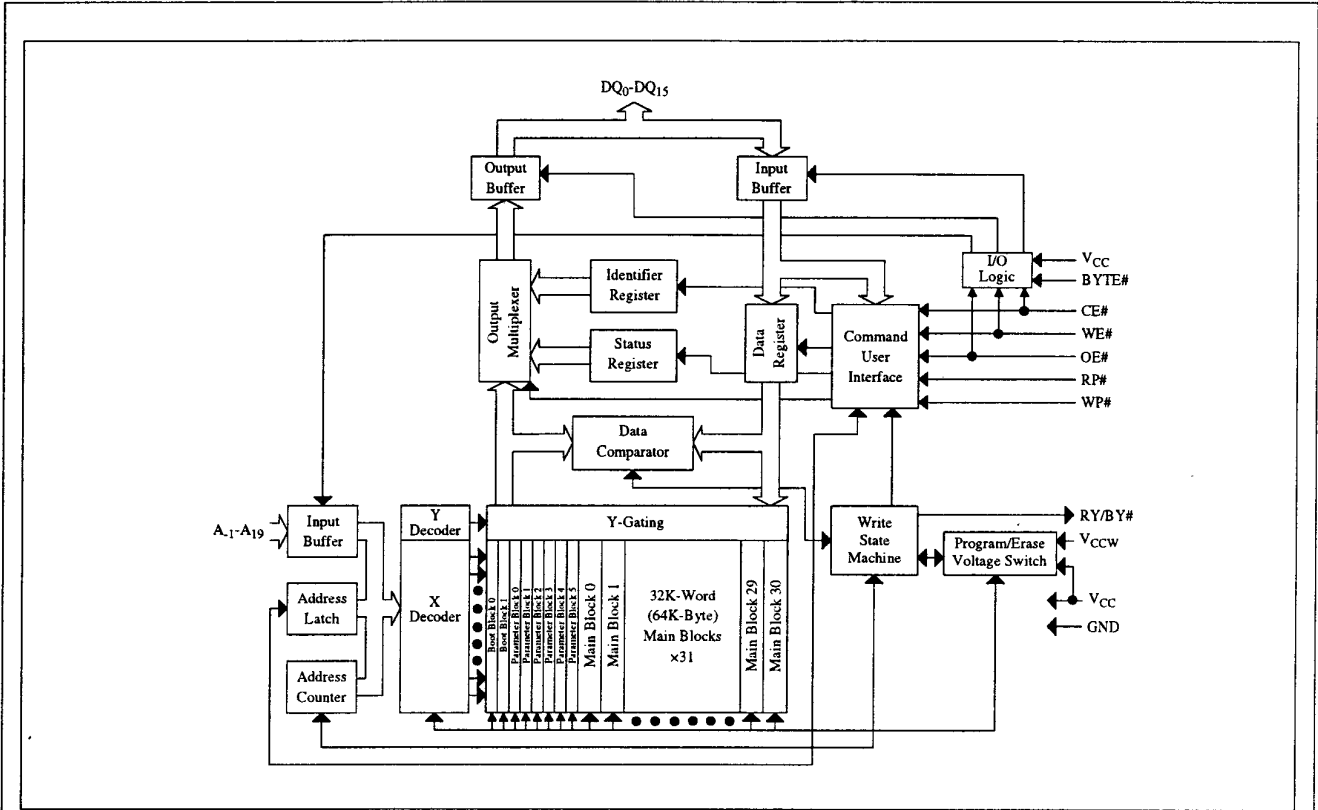 DQ0-DQ15
Output
Buffer
Input
Buffer
I/O
Logic
VCC
BYTE#
Output
Multiplexer
Identifier
Register
Status
Register
Data
Register
Command
User
Interface
CE#
WE#
OE#
RP#
WP#
Data
Comparator
A-1-A19
Input
Buffer
Y
Decoder
Y-Gating
Write
State
Machine
RY/BY#
Program/Erase
Voltage Switch
VCCW
VCC
GND
Address
Latch
Address
Counter
X
Decoder
Boot Block 0
Boot Block 1
Parameter Block 0
Parameter Block 1
Parameter Block 2
Parameter Block 3
Parameter Block 4
Parameter Block 5
Main Block 0
Main Block 1
32K-Word
(64K-Byte)
Main Blocks
×31
Main Block 29
Main Block 30